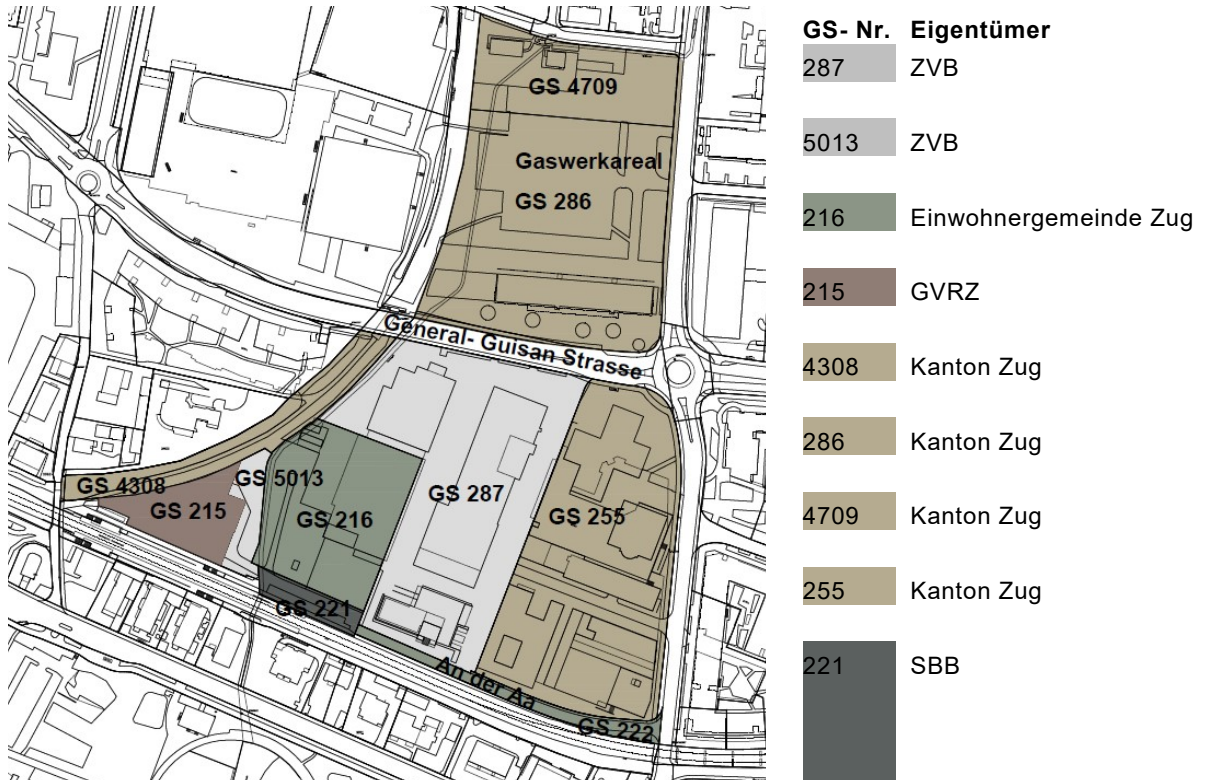 GS 4709
Gaswerkareal
GS 286
General- Guisan Strasse
GS 4308
GS 5013
GS 215
GS 216
GS 287
GS 255
GS 221
An der Aa
GS 222
GS- Nr. Eigentümer
287 ZVB
5013 ZVB
216 Einwohnergemeinde Zug
215 GVRZ
4308 Kanton Zug
286 Kanton Zug
4709 Kanton Zug
255 Kanton Zug
221 SBB